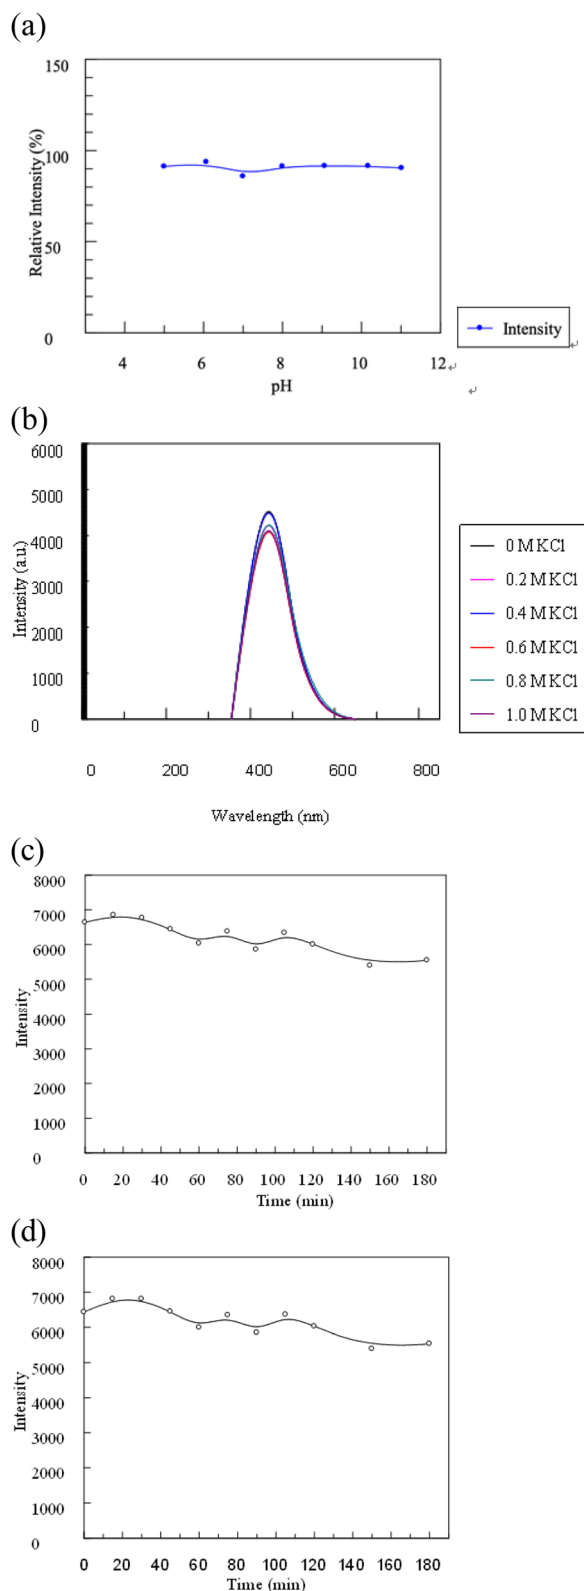 (a)
150
100
50
0
Relative Intensity (%)
4 6 8 10 12↵
pH
Intensity
↵
↵
(b)
6000
5000
4000
3000
2000
1000
0
Intensity (a.u.)
0 200 400 600 800
Wavelength (nm)
0 M KCl
0.2 M KCl
0.4 M KCl
0.6 M KCl
0.8 M KCl
1.0 M KCl
(c)
8000
7000
6000
5000
4000
3000
2000
1000
0
Intensity
0 20 40 60 80 100 120 140 160 180
Time (min)
(d)
8000
7000
6000
5000
4000
3000
2000
1000
0
Intensity
0 20 40 60 80 100 120 140 160 180
Time (min)